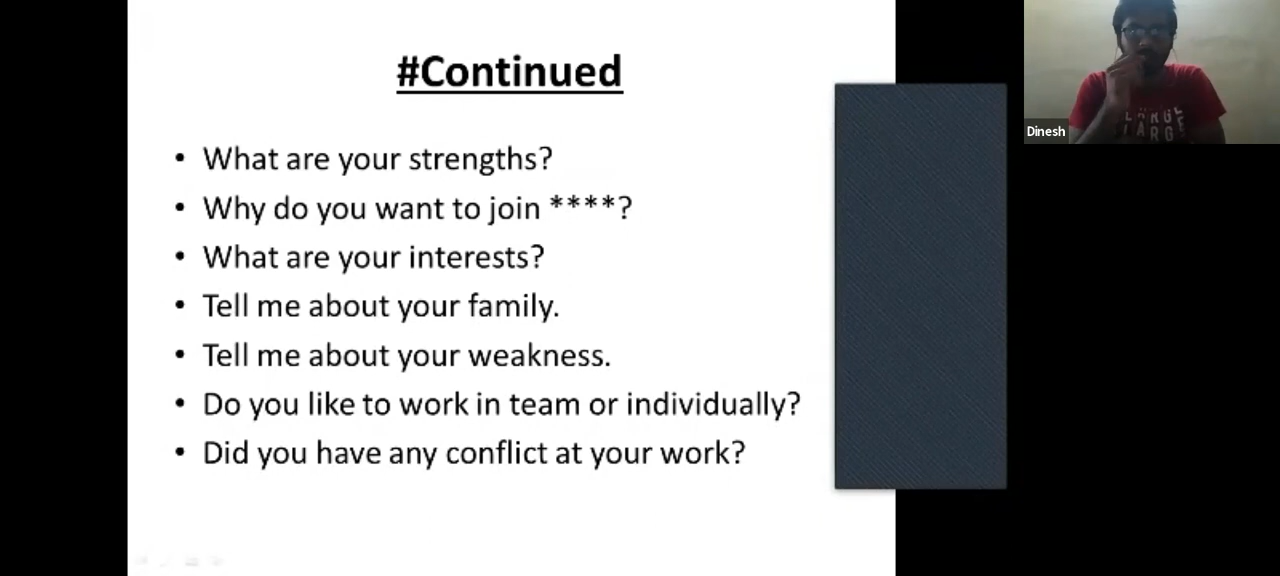 #Continued
• What are your strengths?
• Why do you want to join ****?
• What are your interests?
• Tell me about your family.
• Tell me about your weakness.
• Do you like to work in team or individually?
• Did you have any conflict at your work?
Dinesh
LARGE
LARG